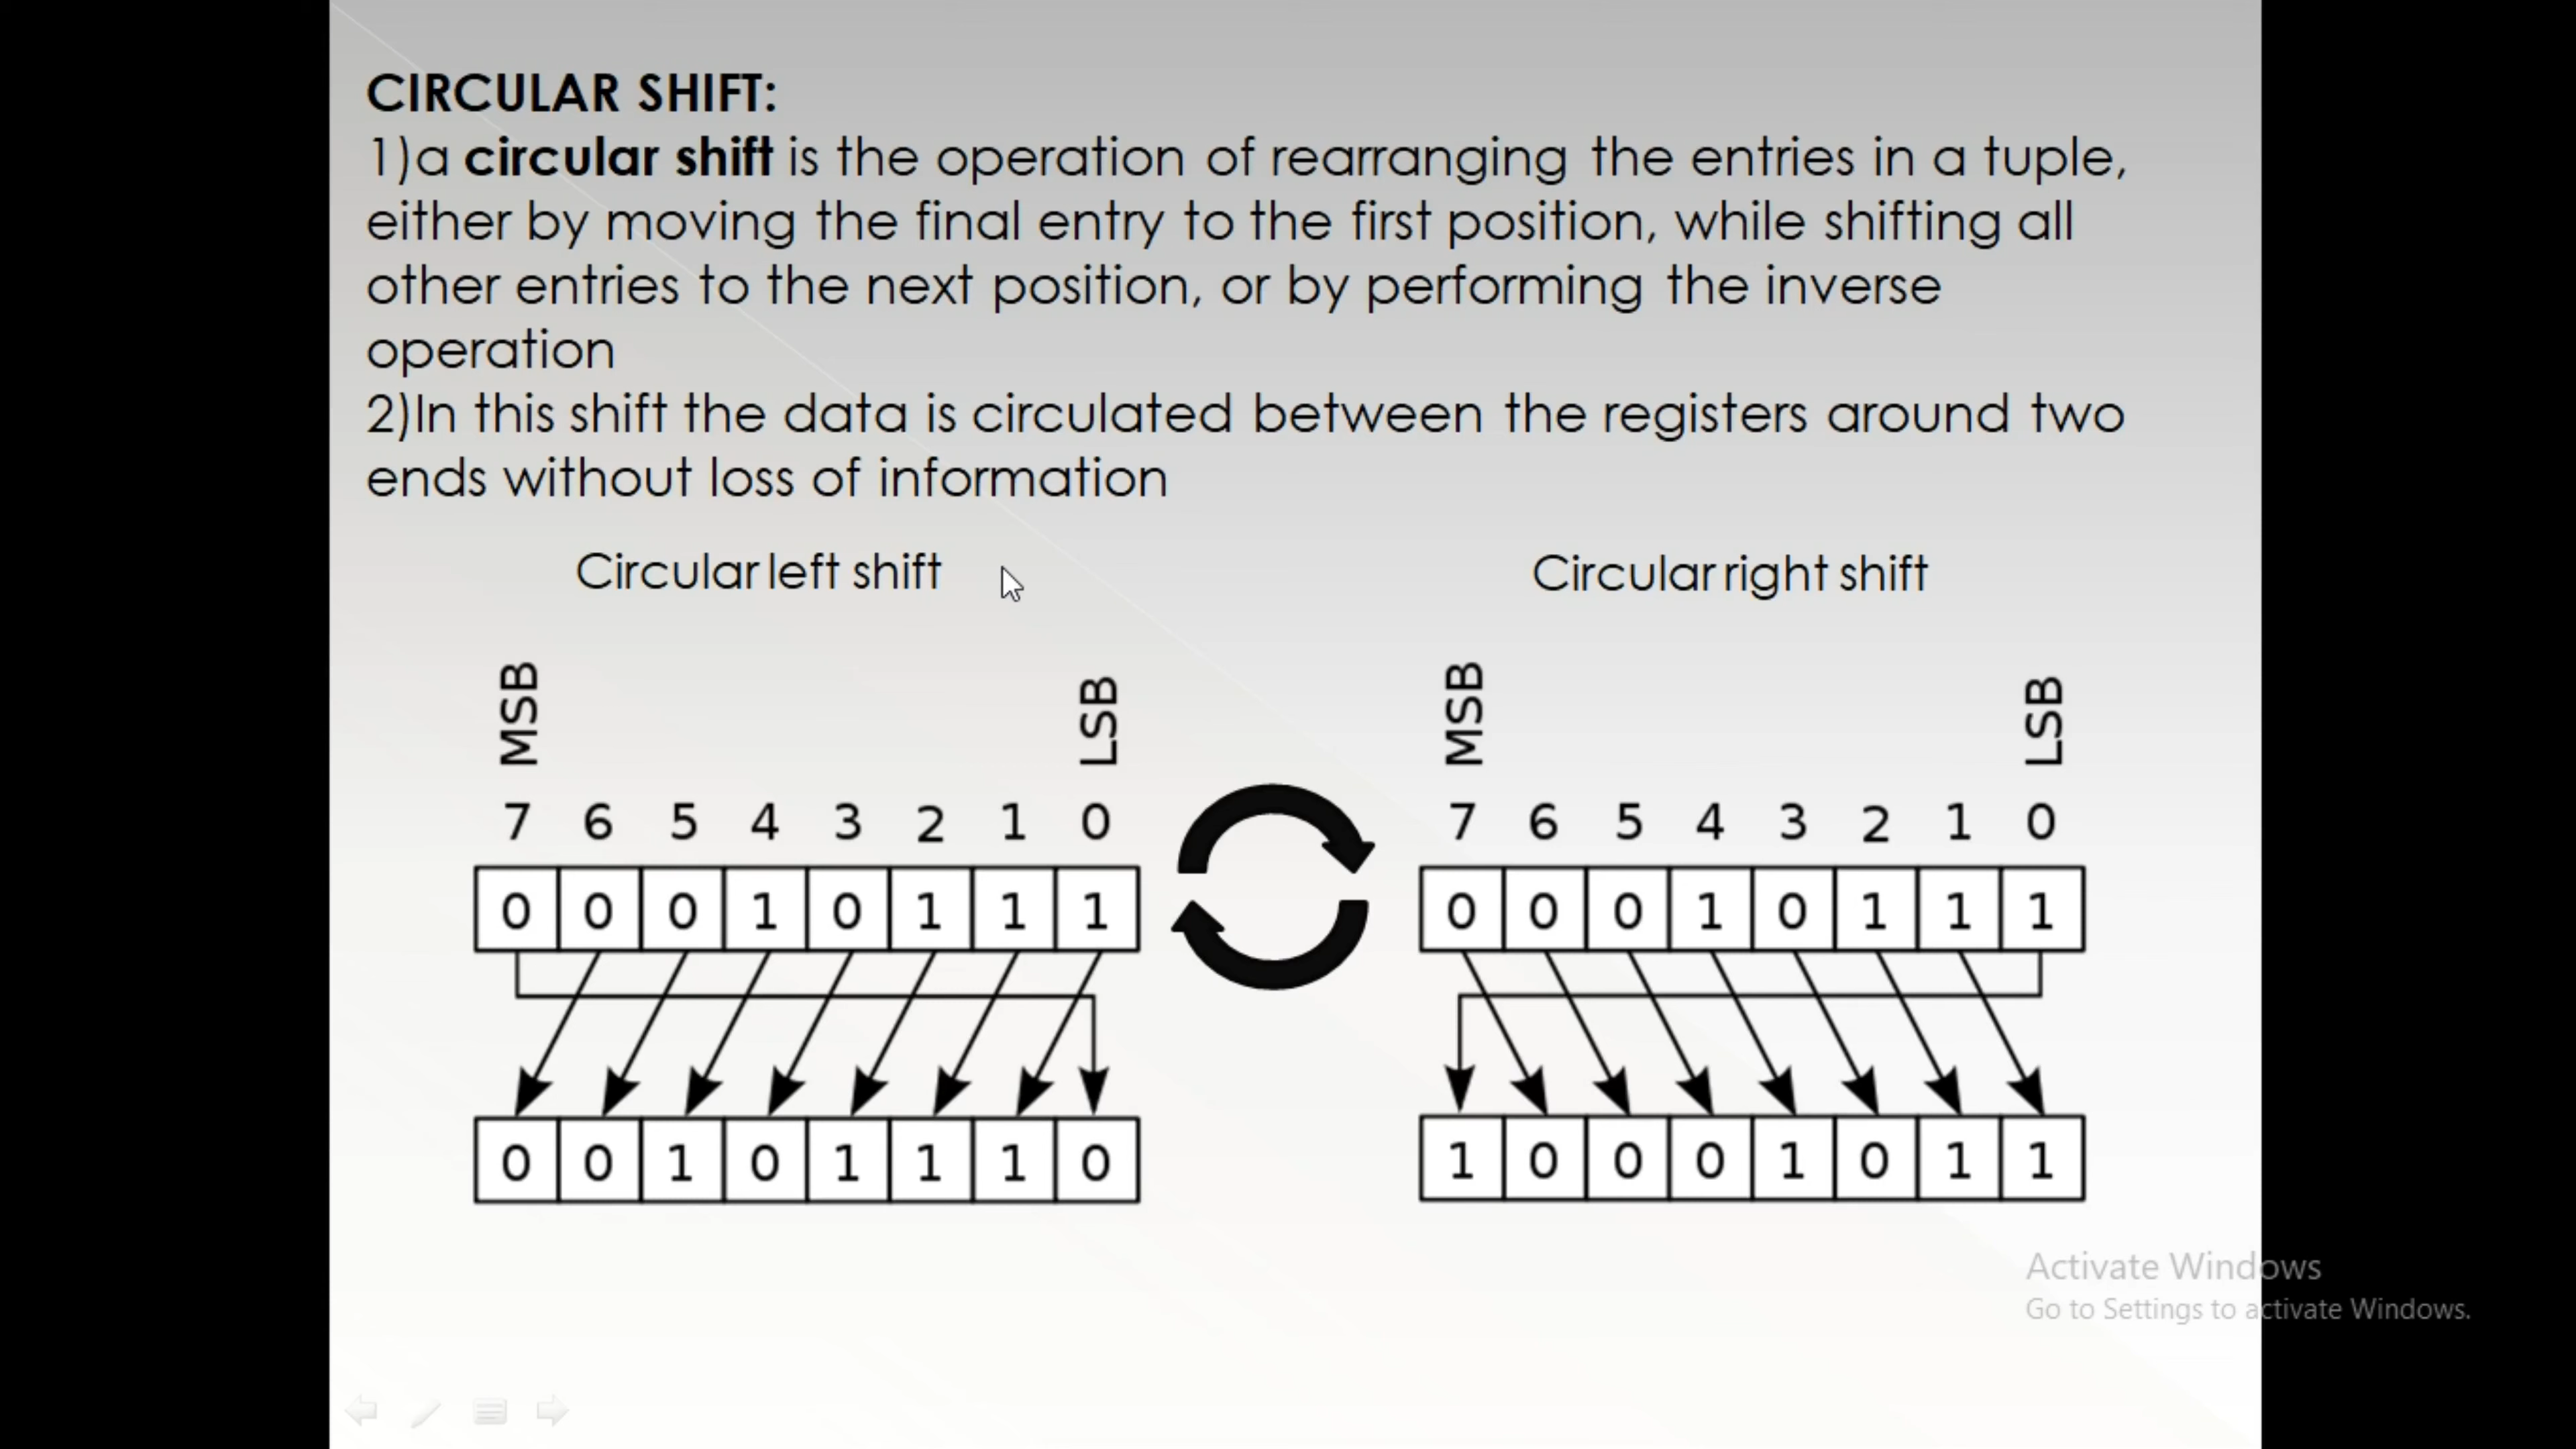 CIRCULAR SHIFT:
1)a circular shift is the operation of rearranging the entries in a tuple,
either by moving the final entry to the first position, while shifting all
other entries to the next position, or by performing the inverse
operation
2)In this shift the data is circulated between the registers around two
ends without loss of information
Circular left shift
MSB LSB
7 6 5 4 3 2 1 0
0 0 0 1 0 1 1 1
0 0 1 0 1 1 1 0
Circular right shift
MSB LSB
7 6 5 4 3 2 1 0
0 0 0 1 0 1 1 1
1 0 0 0 1 0 1 1
Activate Windows
Go to Settings to activate Windows.